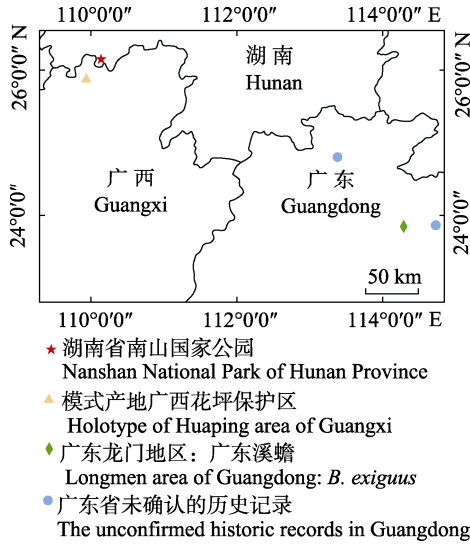 110°0′0″ 112°0′0″ 114°0′0″ E
26°0′0″ N
26°0′0″ N
湖 南
Hunan
广 西
Guangxi
广 东
Guangdong
24°0′0″
24°0′0″
50 km
110°0′0″ 112°0′0″ 114°0′0″ E
湖南省南山国家公园
Nanshan National Park of Hunan Province
模式产地广西花坪保护区
Holotype of Huaping area of Guangxi
广东龙门地区：广东溪蟾
Longmen area of Guangdong: B. exiguus
广东省未确认的历史记录
The unconfirmed historic records in Guangdong